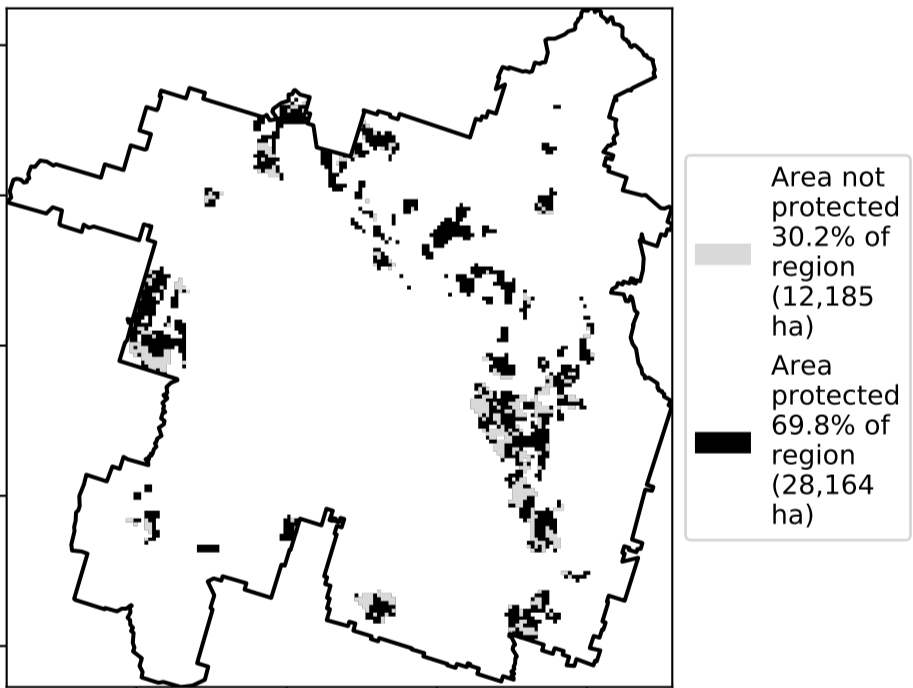 Area not
protected
30.2% of
region
(12,185
ha)
Area
protected
69.8% of
region
(28,164
ha)